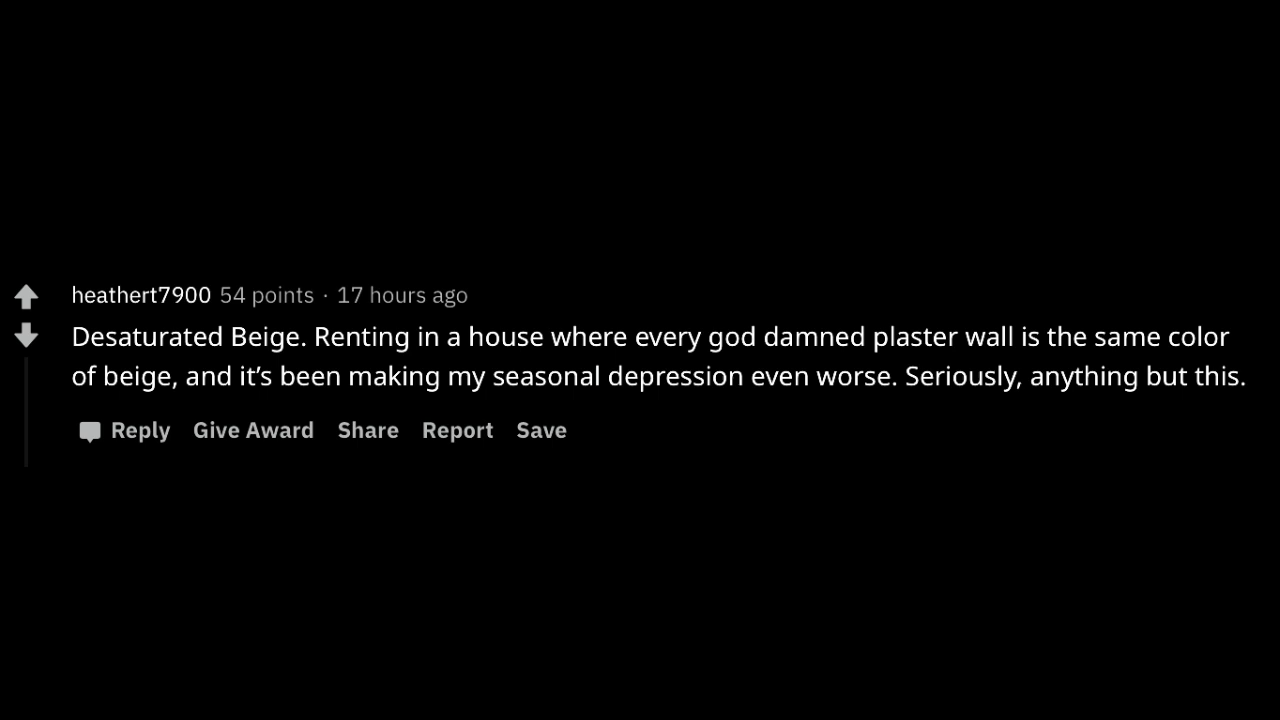 heathert7900 54 points · 17 hours ago
Desaturated Beige. Renting in a house where every god damned plaster wall is the same color
of beige, and it’s been making my seasonal depression even worse. Seriously, anything but this.
Reply Give Award Share Report Save